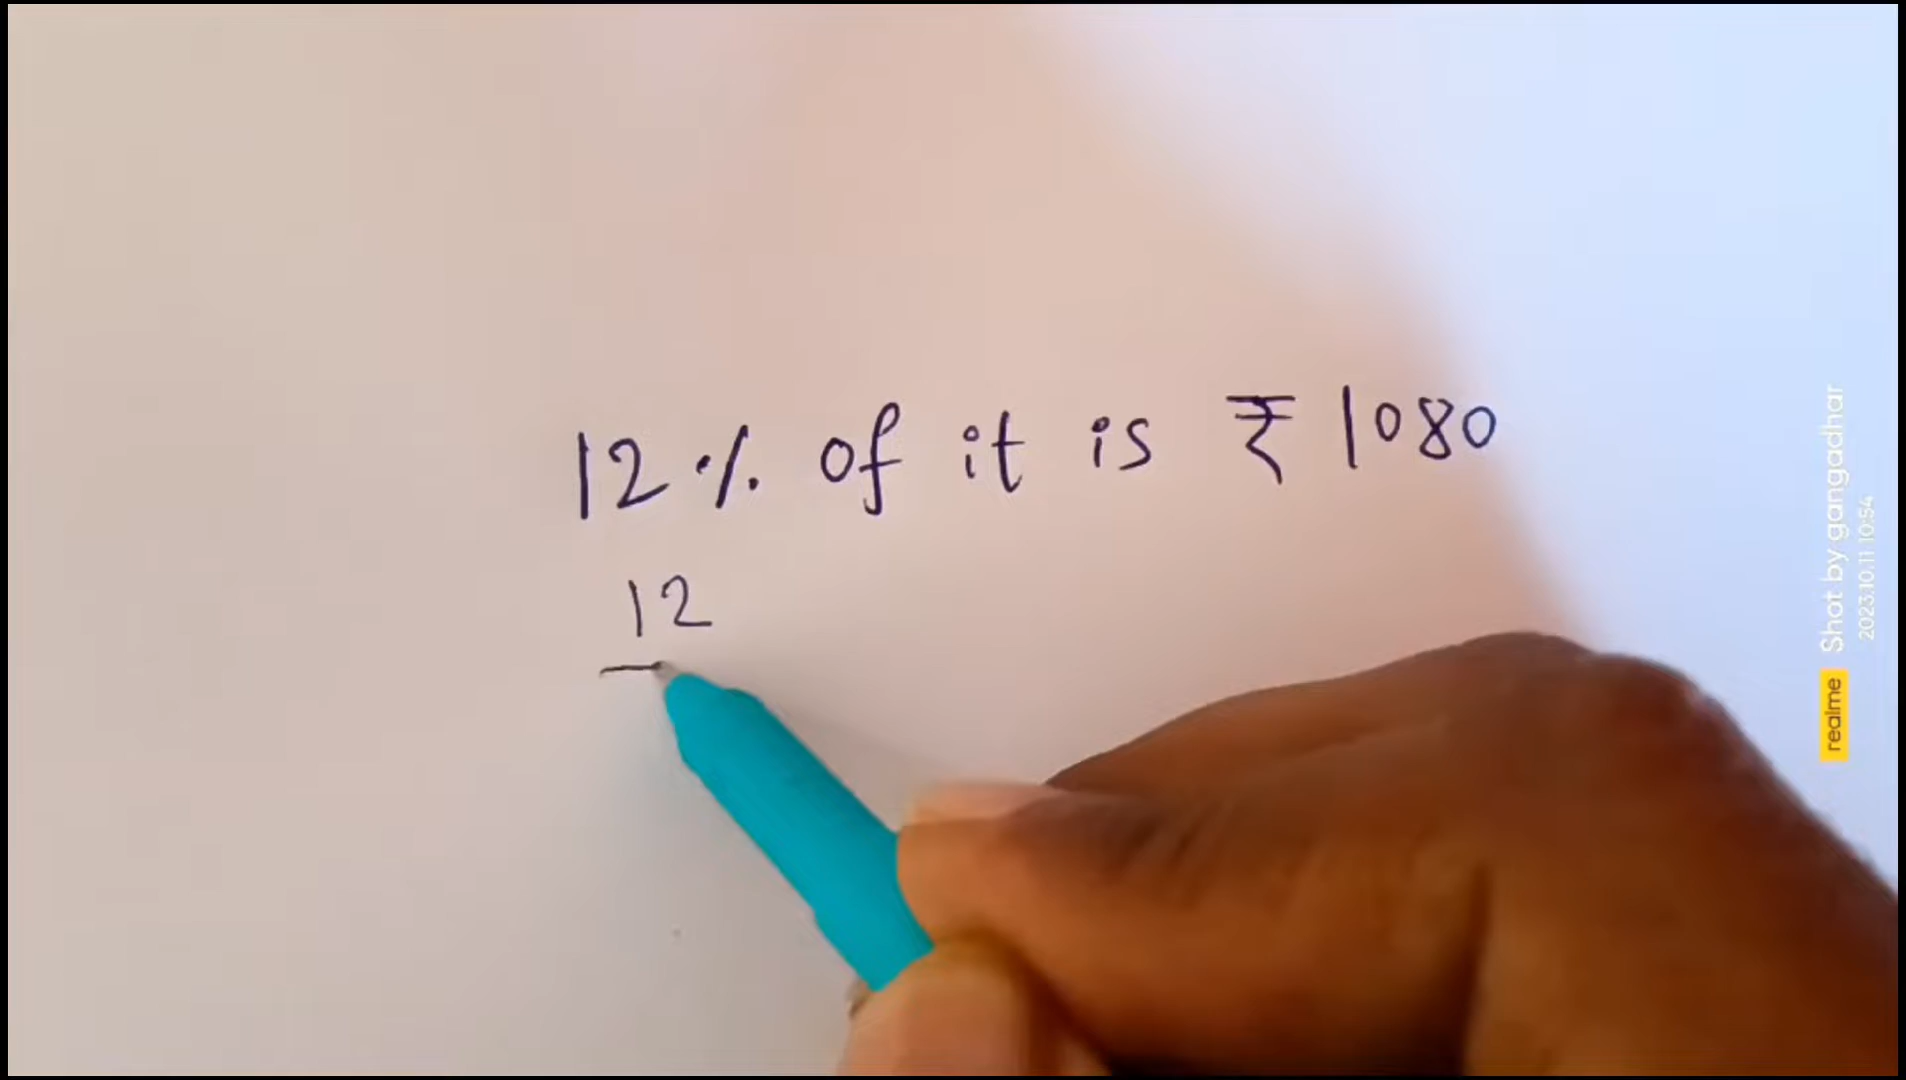 12% of it is ₹ 1080
12
realme Shot by gangadhar
2023.10.11 10:54